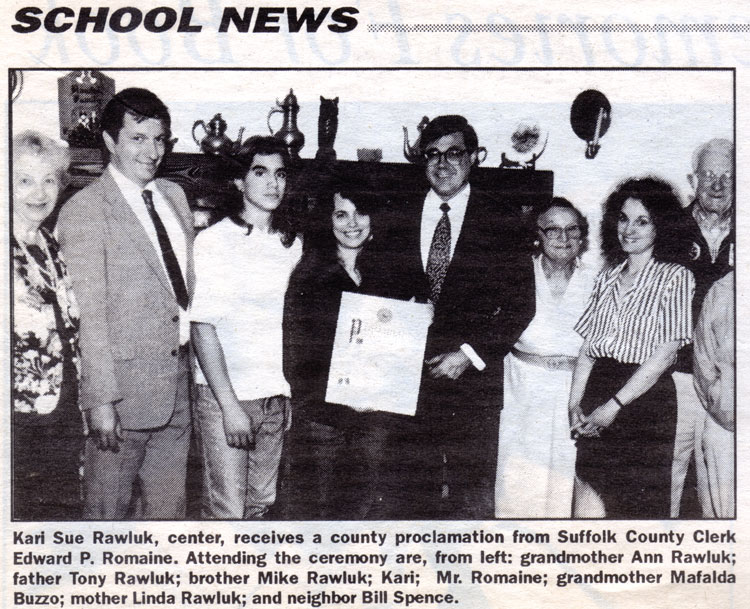 SCHOOL NEWS
Kari Sue Rawluk, center, receives a county proclamation from Suffolk County Clerk
Edward P. Romaine. Attending the ceremony are, from left: grandmother Ann Rawluk;
father Tony Rawluk; brother Mike Rawluk; Kari; Mr. Romaine; grandmother Mafalda
Buzzo; mother Linda Rawluk; and neighbor Bill Spence.